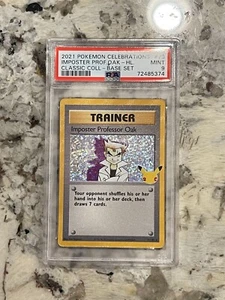 2021 POKEMON CELEBRATIONS
IMPOSTER PROF.OAK-HL. MINT
CLASSIC COLL-BASE SET 9
PSA 72485374
TRAINER
Imposter Professor Oak
Your opponent shuffles his or her
hand into his or her deck, then
draws 7 cards.